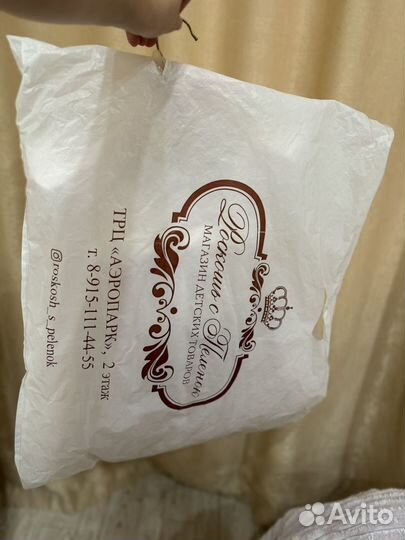 Роскошь с Пеленок
МАГАЗИН ДЕТСКИХ ТОВАРОВ
ТРЦ «АЭРОПАРК», 2 этаж
т. 8-915-111-44-55
@roskosh_s_pelenok
Avito